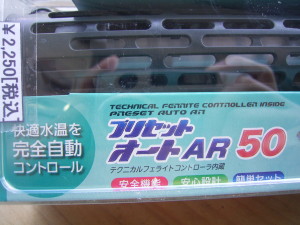 ¥2,250[税込]
TECHNICAL FERRITE CONTROLLER INSIDE
PRESET AUTO AR
快適水温を
完全自動
コントロール
プリセット
オートAR 50
テクニカルフェライトコントローラ内蔵
安全機能
安心設計
簡単セット